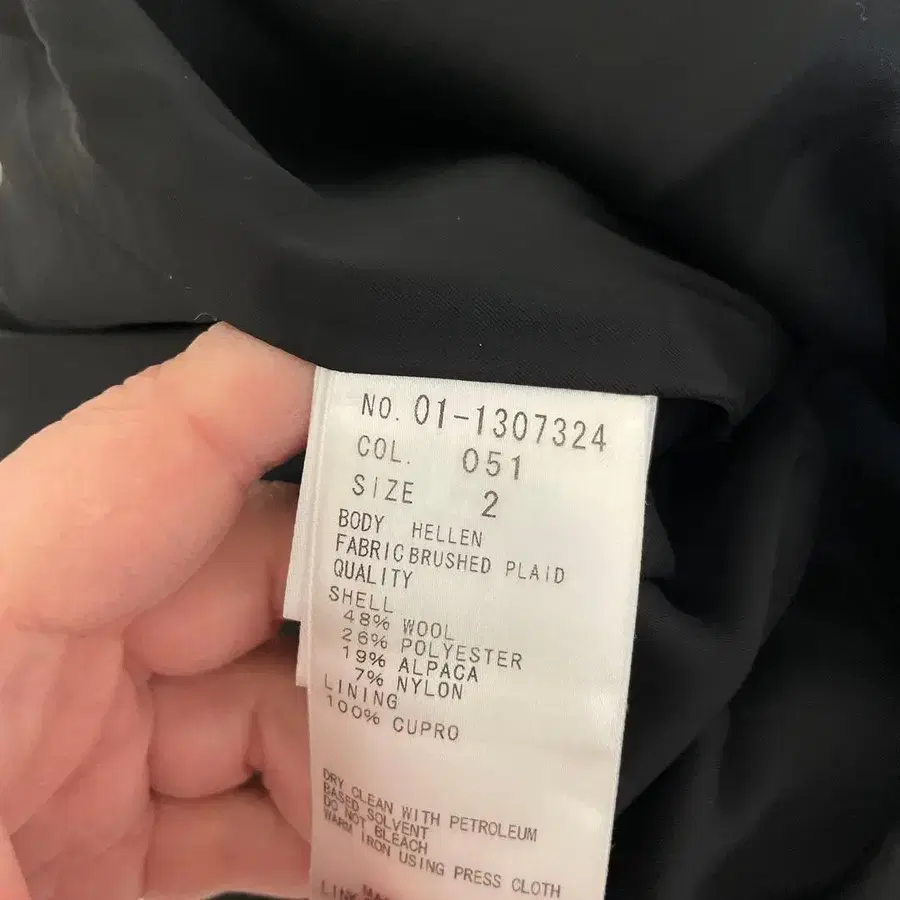 NO. 01-1307324
COL. 051
SIZE 2
BODY HELLEN
FABRIC BRUSHED PLAID
QUALITY
SHELL
48% WOOL
26% POLYESTER
19% ALPACA
7% NYLON
LINING
100% CUPRO
DRY CLEAN WITH PETROLEUM
BASED SOLVENT
DO NOT BLEACH
WARM IRON USING PRESS CLOTH